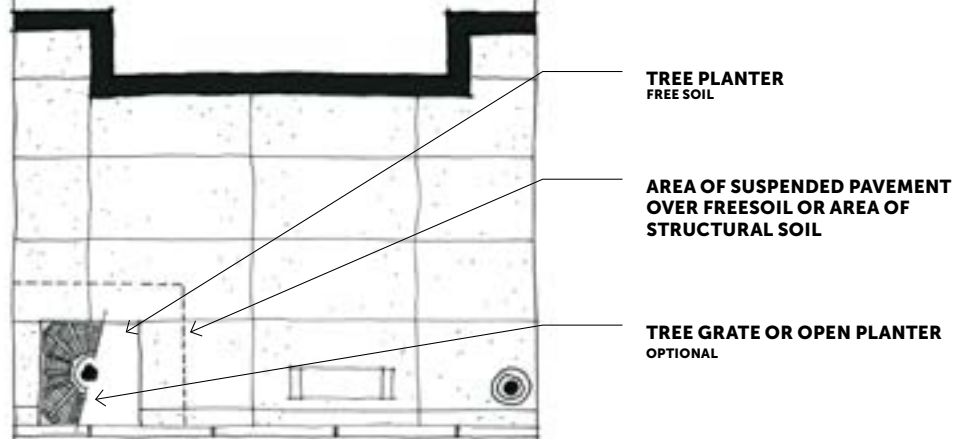 TREE PLANTER
FREE SOIL
AREA OF SUSPENDED PAVEMENT
OVER FREESOIL OR AREA OF
STRUCTURAL SOIL
TREE GRATE OR OPEN PLANTER
OPTIONAL